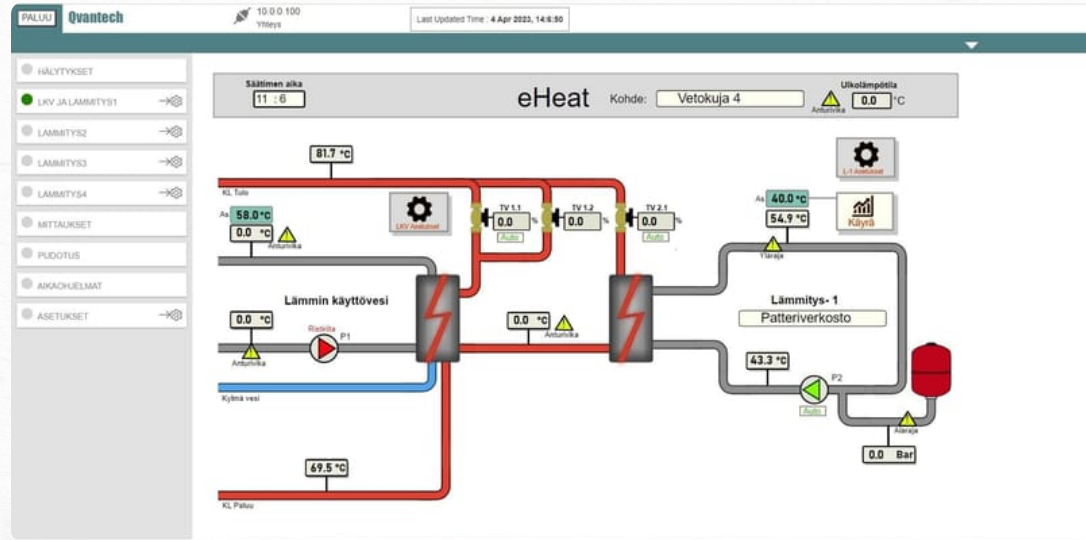 PALUU
Qvantech
10.0.0.100
Yhteys
Last Updated Time : 4 Apr 2023, 14:6:50
HÄLYTYKSET
LKV JA LÄMMITYS1
LÄMMITYS2
LÄMMITYS3
LÄMMITYS4
MITTAUKSET
PUDOTUS
AIKAOHJELMAT
ASETUKSET
Säätimen aika
11 : 6
eHeat
Kohde: Vetokuja 4
Ulkolämpötila
0.0 °C
Anturivika
81.7 °C
KL Tulo
L-1 Asetukset
As 58.0 °C
0.0 °C
Anturivika
LKV Asetukset
TV 1.1
0.0 %
Auto
TV 1.2
0.0 %
TV 2.1
0.0 %
Auto
As 40.0 °C
54.9 °C
Käyrä
Yläraja
Lämmin käyttövesi
0.0 °C
Anturivika
Ristiriita
P1
0.0 °C
Anturivika
Lämmitys- 1
Patteriverkosto
43.3 °C
P2
Auto
Kylmä vesi
Alaraja
0.0 Bar
69.5 °C
KL Paluu